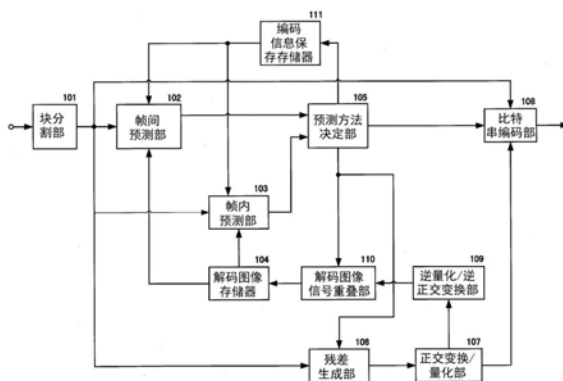 111
编码
信息保
存存储器
101
块分
割部
102
帧间
预测部
105
预测方法
决定部
108
比特
串编码部
103
帧内
预测部
104
解码图像
存储器
110
解码图像
信号重叠部
109
逆量化/逆
正交变换部
106
残差
生成部
107
正交变换/
量化部